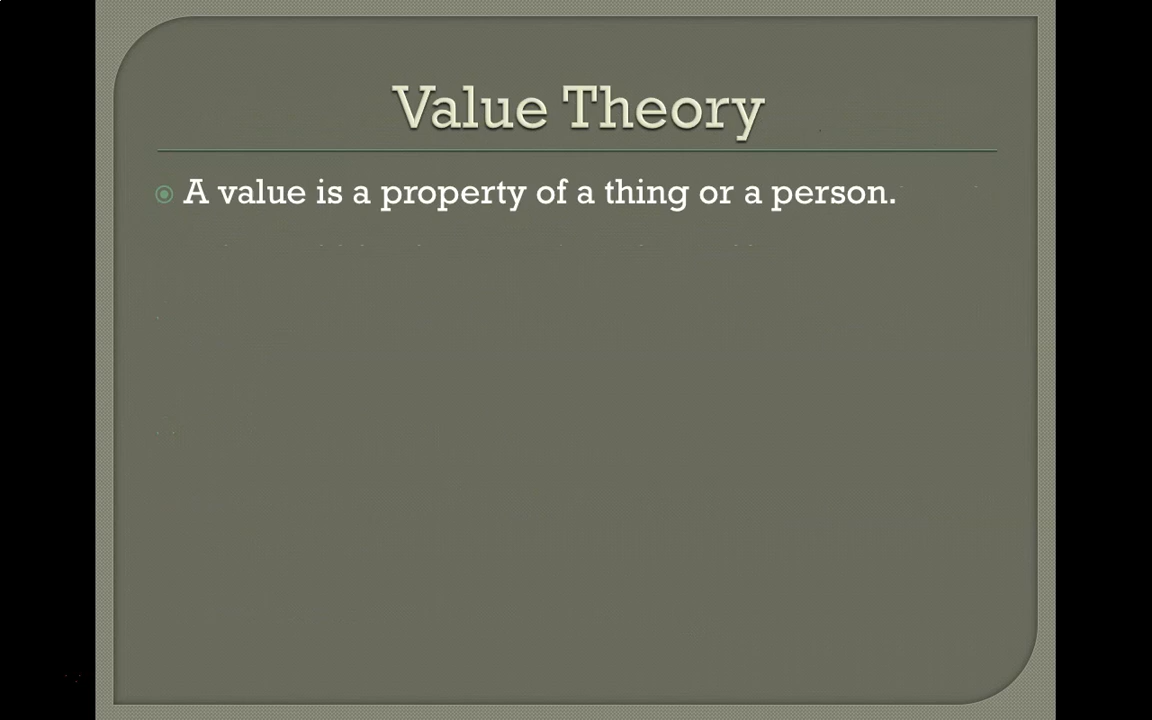 Value Theory
A value is a property of a thing or a person.